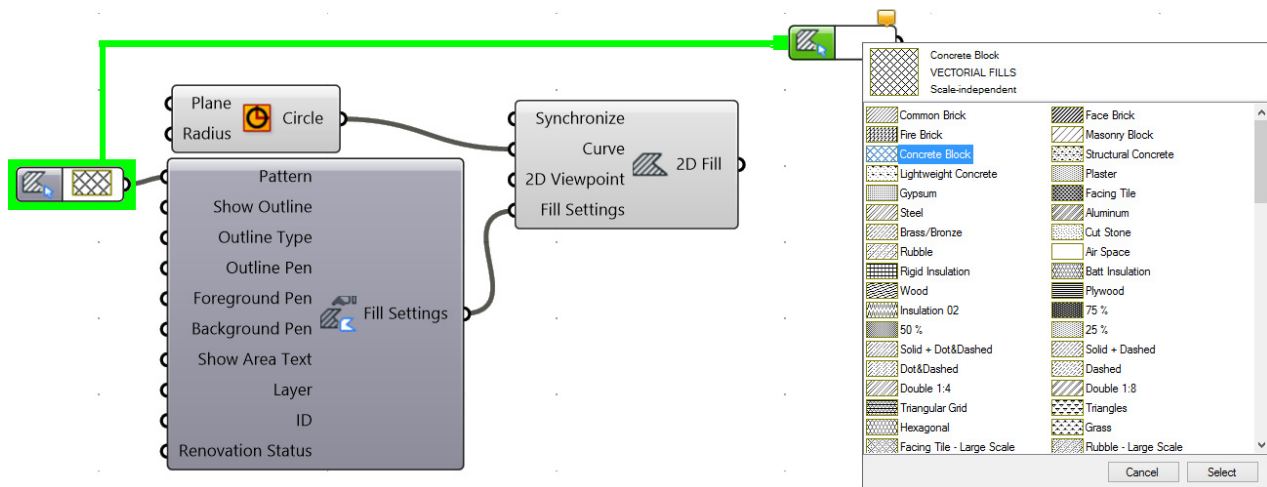 Plane
Radius
Circle
Pattern
Show Outline
Outline Type
Outline Pen
Foreground Pen
Background Pen
Show Area Text
Layer
ID
Renovation Status
Fill Settings
Synchronize
Curve
2D Viewpoint
Fill Settings
2D Fill
Concrete Block
VECTORIAL FILLS
Scale-independent
Common Brick Face Brick
Fire Brick Masonry Block
Concrete Block Structural Concrete
Lightweight Concrete Plaster
Gypsum Facing Tile
Steel Aluminum
Brass/Bronze Cut Stone
Rubble Air Space
Rigid Insulation Batt Insulation
Wood Plywood
Insulation 02 75 %
50 % 25 %
Solid + Dot&Dashed Solid + Dashed
Dot&Dashed Dashed
Double 1:4 Double 1:8
Triangular Grid Triangles
Hexagonal Grass
Facing Tile - Large Scale Rubble - Large Scale
Cancel Select